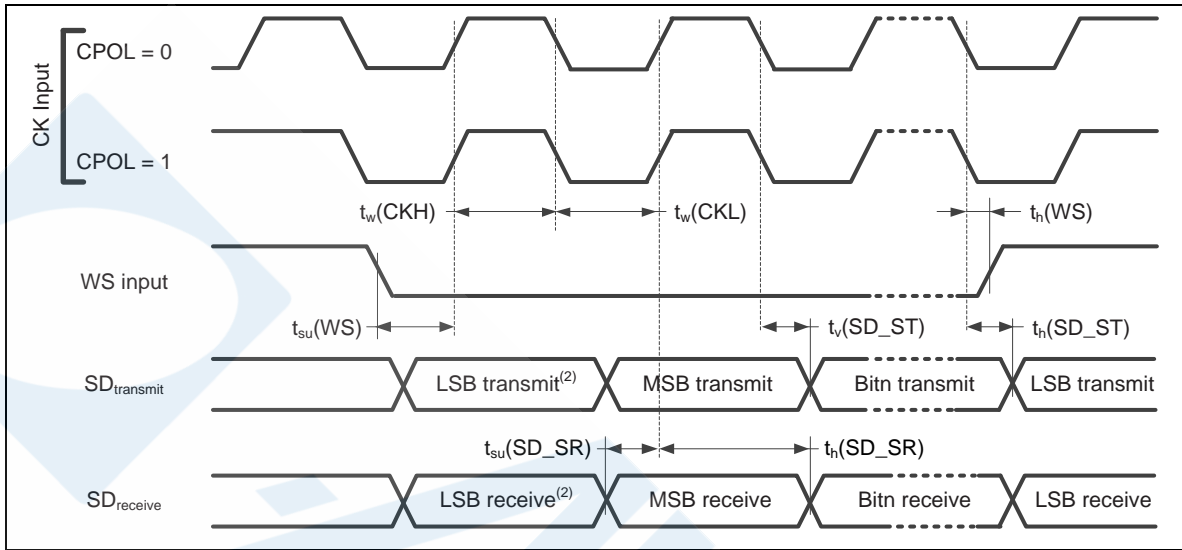 CK Input
CPOL = 0
CPOL = 1
tw(CKH)
tw(CKL)
th(WS)
WS input
tsu(WS)
tv(SD_ST)
th(SD_ST)
SDtransmit
LSB transmit(2)
MSB transmit
Bitn transmit
LSB transmit
tsu(SD_SR)
th(SD_SR)
SDreceive
LSB receive(2)
MSB receive
Bitn receive
LSB receive